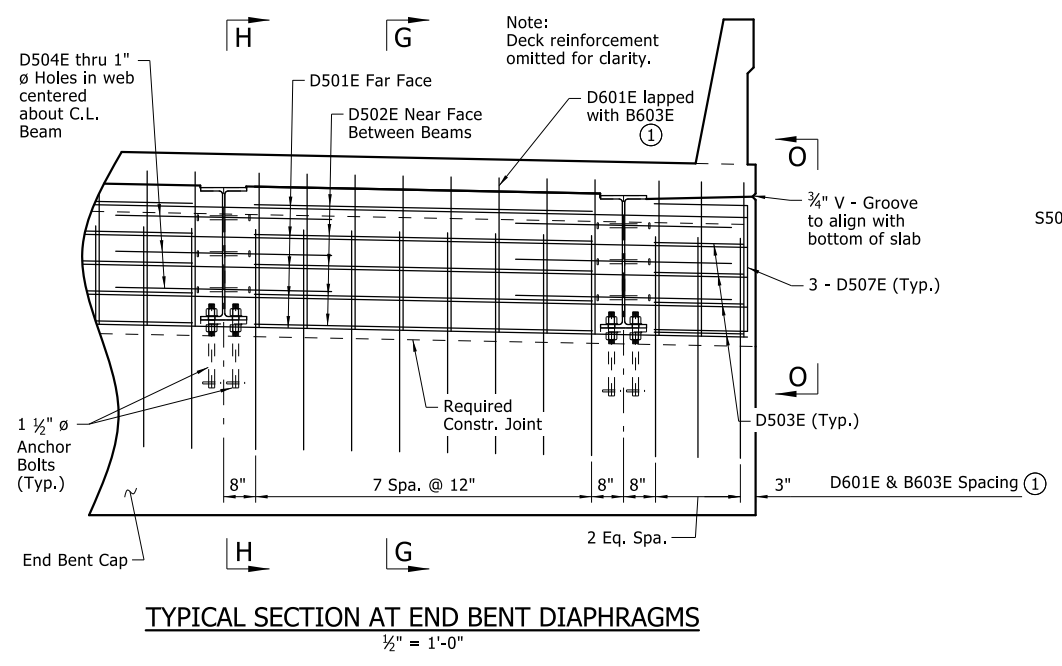 H
G
Note:
Deck reinforcement
omitted for clarity.
D504E thru 1"
ø Holes in web
centered
about C.L.
Beam
D501E Far Face
D502E Near Face
Between Beams
D601E lapped
with B603E
1
O
¾" V - Groove
to align with
bottom of slab
S50
3 - D507E (Typ.)
O
D503E (Typ.)
Required
Constr. Joint
1 ½" ø
Anchor
Bolts
(Typ.)
8"
7 Spa. @ 12"
8"
8"
3"
D601E & B603E Spacing 1
2 Eq. Spa.
End Bent Cap
H
G
TYPICAL SECTION AT END BENT DIAPHRAGMS
½" = 1'-0"